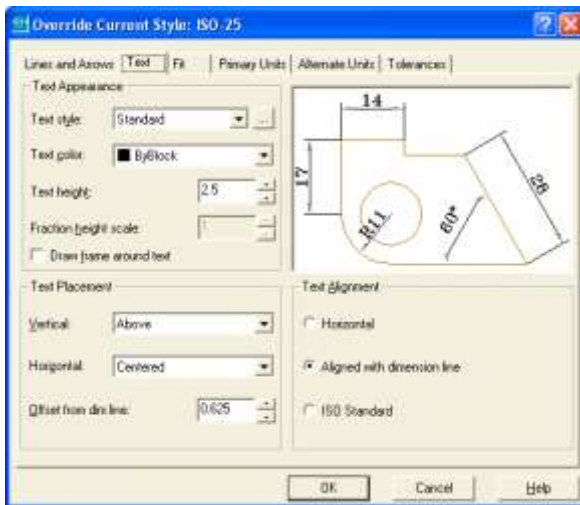 Override Current Style: ISO-25
Lines and Arrows
Text
Fit
Primary Units
Alternate Units
Tolerances
Text Appearance
Text style:
Standard
...
Text color:
ByBlock
Text height:
2.5
Fraction height scale:
1
Draw frame around text
14
17
R11
60°
28
Text Placement
Vertical:
Above
Horizontal:
Centered
Offset from dim line:
0.625
Text Alignment
Horizontal
Aligned with dimension line
ISO Standard
OK
Cancel
Help